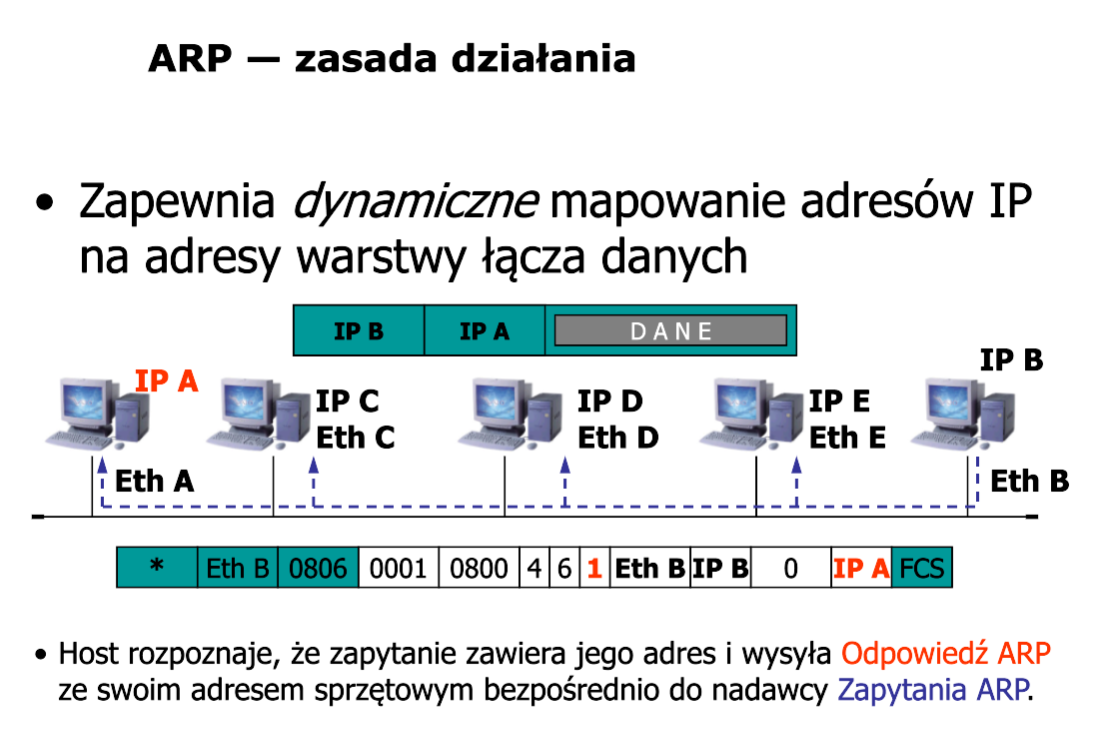 ARP — zasada działania
• Zapewnia dynamiczne mapowanie adresów IP
na adresy warstwy łącza danych
IP B IP A DANE
IP A
IP C
Eth C
IP D
Eth D
IP E
Eth E
IP B
Eth A
Eth B
* Eth B 0806 0001 0800 4 6 1 Eth B IP B 0 IP A FCS
• Host rozpoznaje, że zapytanie zawiera jego adres i wysyła Odpowiedź ARP
ze swoim adresem sprzętowym bezpośrednio do nadawcy Zapytania ARP.